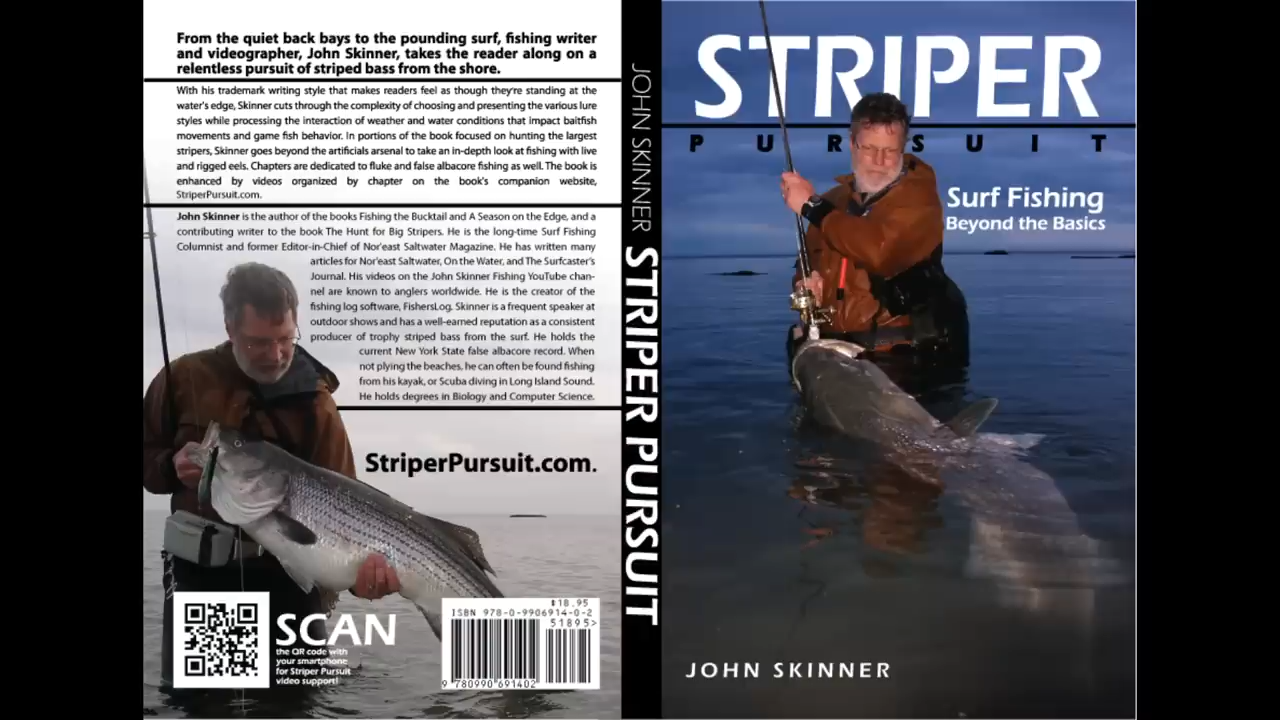 From the quiet back bays to the pounding surf, fishing writer
and videographer, John Skinner, takes the reader along on a
relentless pursuit of striped bass from the shore.
With his trademark writing style that makes readers feel as though they're standing at the
water's edge, Skinner cuts through the complexity of choosing and presenting the various lure
styles while processing the interaction of weather and water conditions that impact baitfish
movements and game fish behavior. In portions of the book focused on hunting the largest
stripers, Skinner goes beyond the artificials arsenal to take an in-depth look at fishing with live
and rigged eels. Chapters are dedicated to fluke and false albacore fishing as well. The book is
enhanced by videos organized by chapter on the book's companion website,
StriperPursuit.com.
John Skinner is the author of the books Fishing the Bucktail and A Season on the Edge, and a
contributing writer to the book The Hunt for Big Stripers. He is the long-time Surf Fishing
Columnist and former Editor-in-Chief of Nor'east Saltwater Magazine. He has written many
articles for Nor'east Saltwater, On the Water, and The Surfcaster's
Journal. His videos on the John Skinner Fishing YouTube chan-
nel are known to anglers worldwide. He is the creator of the
fishing log software, FishersLog. Skinner is a frequent speaker at
outdoor shows and has a well-earned reputation as a consistent
producer of trophy striped bass from the surf. He holds the
current New York State false albacore record. When
not plying the beaches, he can often be found fishing
from his kayak, or Scuba diving in Long Island Sound.
He holds degrees in Biology and Computer Science.
StriperPursuit.com.
SCAN
the QR code with
your smartphone
for Striper Pursuit
video support!
$18.95
ISBN 978-0-9906914-0-2
51895>
9 780990 691402
JOHN SKINNER STRIPER PURSUIT
STRIPER
PURSUIT
Surf Fishing
Beyond the Basics
JOHN SKINNER